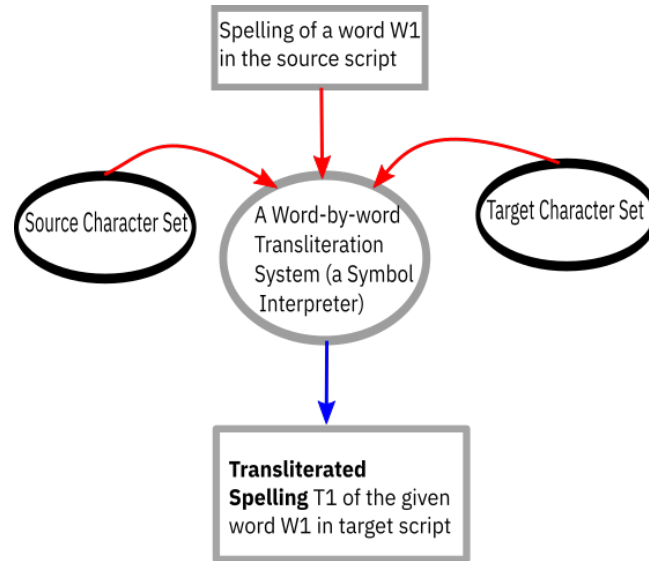 Spelling of a word W1
in the source script
Source Character Set
A Word-by-word
Transliteration
System (a Symbol
Interpreter)
Target Character Set
Transliterated
Spelling T1 of the given
word W1 in target script